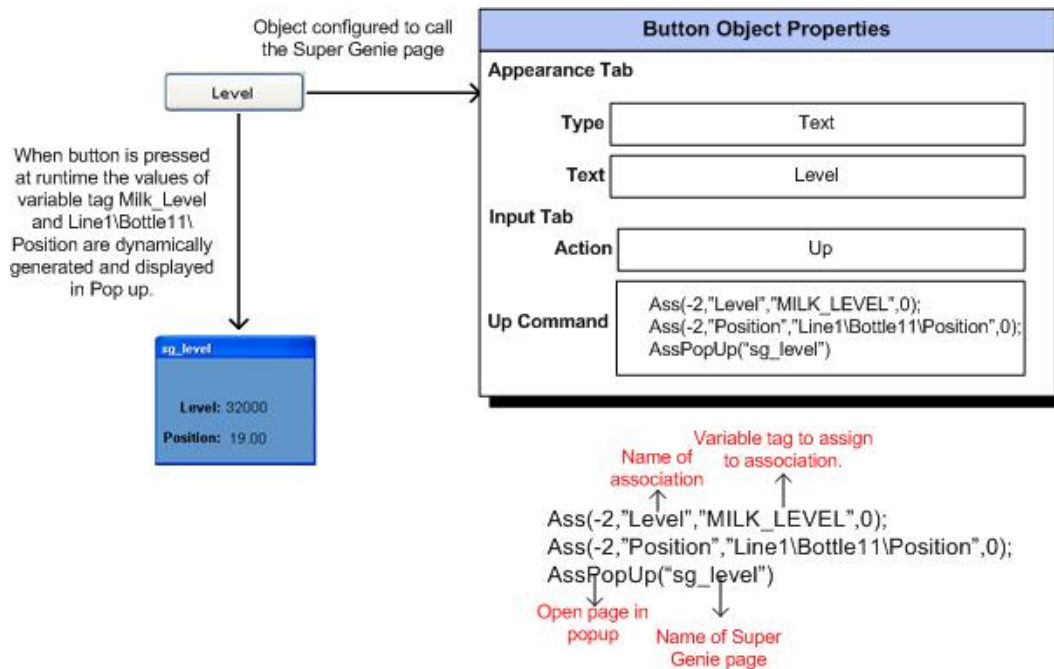 Object configured to call
the Super Genie page
Level
When button is pressed
at runtime the values of
variable tag Milk_Level
and Line1\Bottle11\
Position are dynamically
generated and displayed
in Pop up.
sg_level
Level: 32000
Position: 19.00
Button Object Properties
Appearance Tab
Type Text
Text Level
Input Tab
Action Up
Up Command
Ass(-2,"Level","MILK_LEVEL",0);
Ass(-2,"Position","Line1\Bottle11\Position",0);
AssPopUp("sg_level")
Name of
association
Variable tag to assign
to association.
Ass(-2,"Level","MILK_LEVEL",0);
Ass(-2,"Position","Line1\Bottle11\Position",0);
AssPopUp("sg_level")
Open page in
popup
Name of Super
Genie page